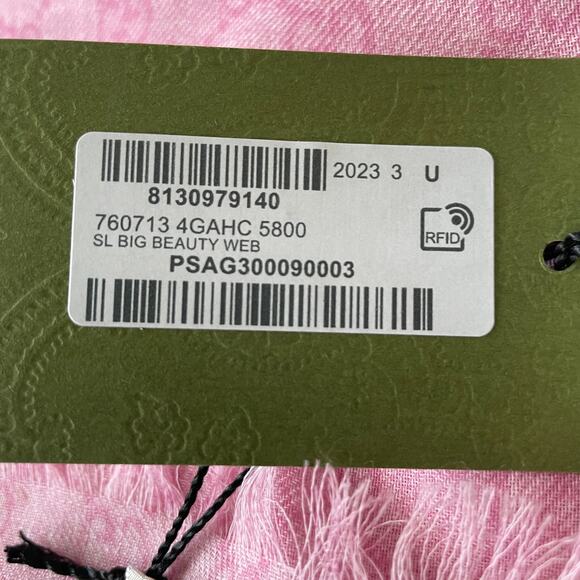 2023 3 U
8130979140
760713 4GAHC 5800
SL BIG BEAUTY WEB
RFID
PSAG300090003